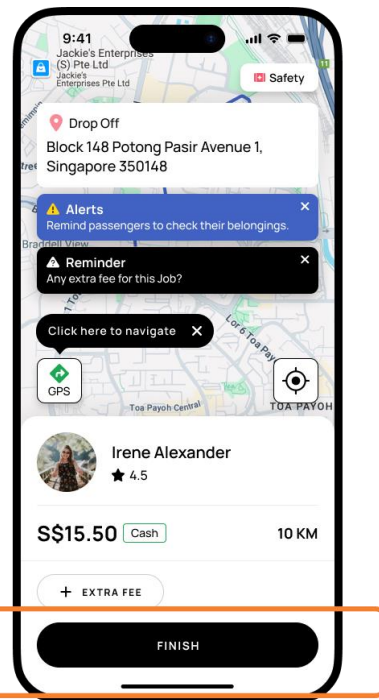 9:41
Jackie's Enterprises
(S) Pte Ltd
Jackie's
Enterprises Pte Ltd
11
Safety
Drop Off
Block 148 Potong Pasir Avenue 1,
Singapore 350148
Alerts
Remind passengers to check their belongings.
Braddell View
Reminder
Any extra fee for this Job?
Click here to navigate
Lor 6 Toa Payoh
GPS
Toa Payoh Central
TOA PAYOH
Irene Alexander
4.5
S$15.50 Cash 10 KM
+ EXTRA FEE
FINISH